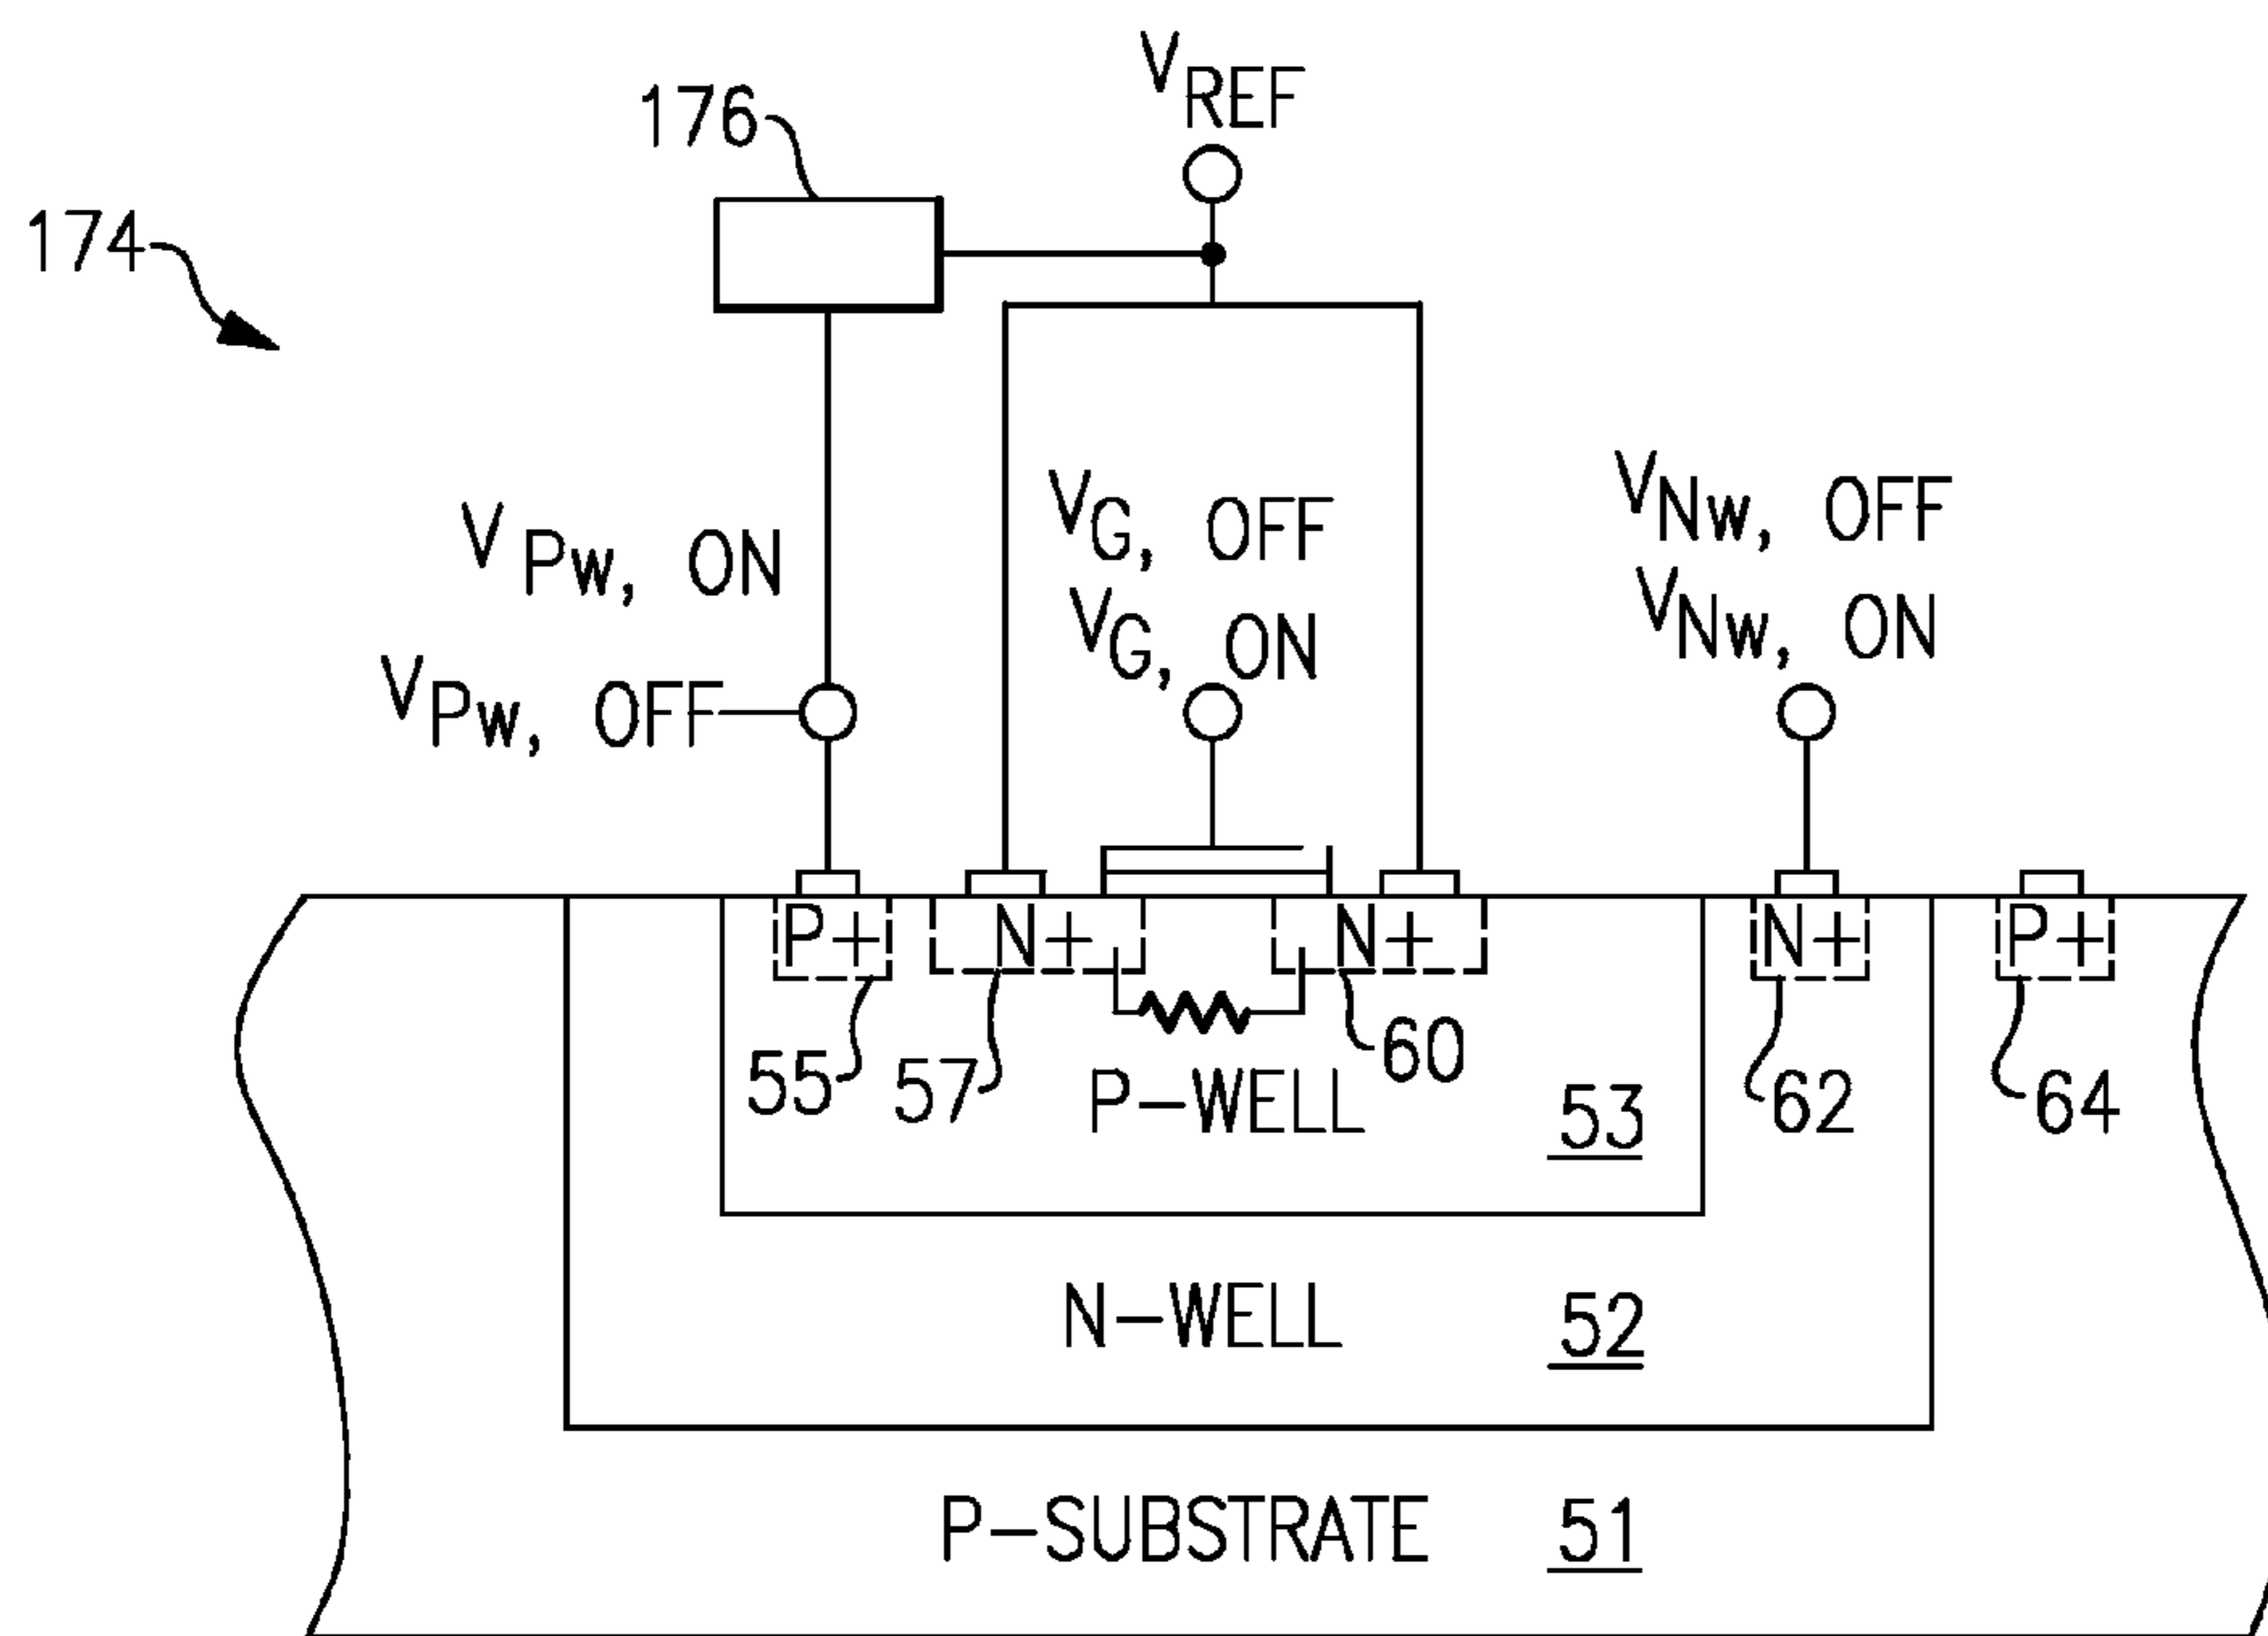 V_REF
176
174
V_G, OFF
V_NW, OFF
V_PW, ON
V_G, ON
V_NW, ON
V_PW, OFF
P+
N+
N+
N+
P+
55
57
60
62
64
P-WELL
53
N-WELL
52
P-SUBSTRATE
51